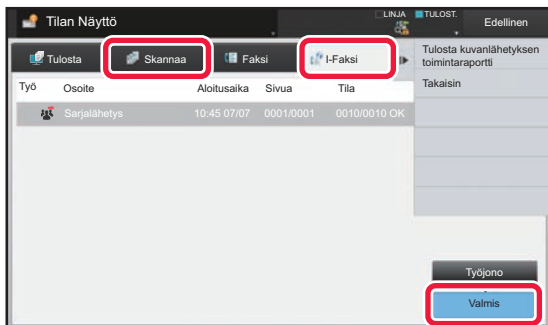 Tilan Näyttö
LINJA
TULOST.
Edellinen
Tulosta
Skannaa
Faksi
I-Faksi
Tulosta kuvanlähetyksen
toimintaraportti
Takaisin
Työ Osoite Aloitusaika Sivua Tila
Sarjalähetys 10:45 07/07 0001/0001 0010/0010 OK
Työjono
Valmis